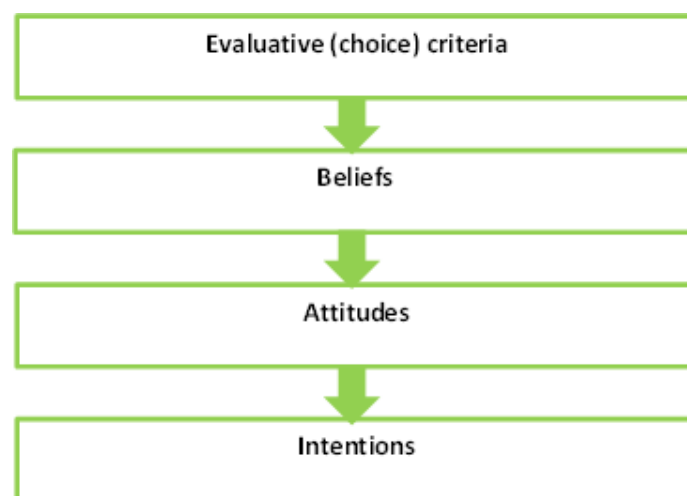 Evaluative (choice) criteria
Beliefs
Attitudes
Intentions